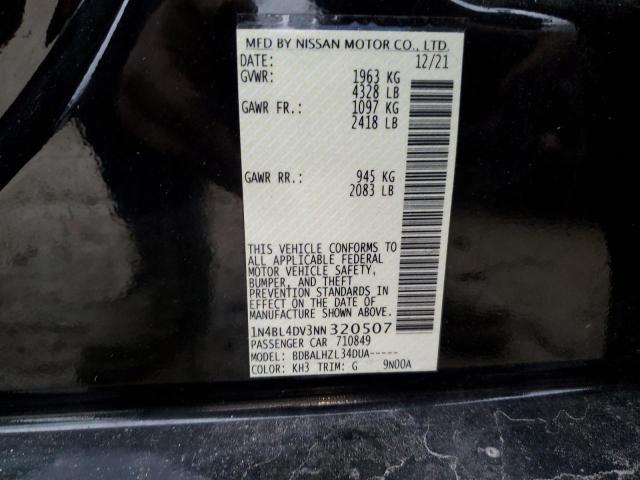 MFD BY NISSAN MOTOR CO., LTD.
DATE: 12/21
GVWR: 1963 KG
4328 LB
GAWR FR.: 1097 KG
2418 LB
GAWR RR.: 945 KG
2083 LB
THIS VEHICLE CONFORMS TO
ALL APPLICABLE FEDERAL
MOTOR VEHICLE SAFETY,
BUMPER, AND THEFT
PREVENTION STANDARDS IN
EFFECT ON THE DATE OF
MANUFACTURE SHOWN ABOVE.
1N4BL4DV3NN320507
PASSENGER CAR 710849
MODEL: BDBALHZL34DUA-----
COLOR: KH3 TRIM: G 9N00A